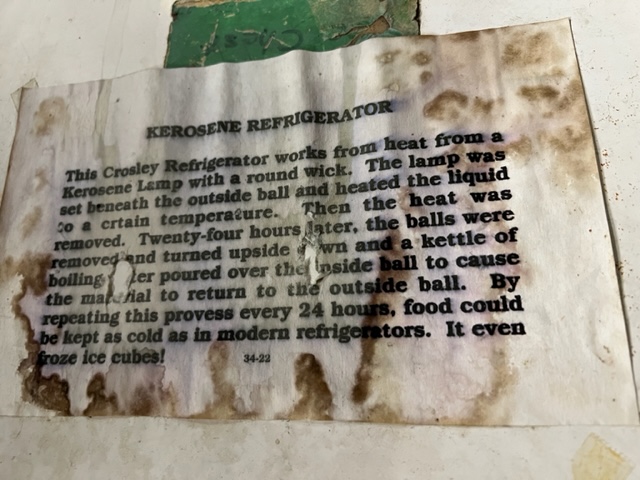 KEROSENE REFRIGERATOR
This Crosley Refrigerator works from heat from a
Kerosene Lamp with a round wick. The lamp was
set beneath the outside ball and heated the liquid
to a crtain temperature. Then the heat was
removed. Twenty-four hours later, the balls were
removed and turned upside wn and a kettle of
boiling er poured over the inside ball to cause
the ma ial to return to the outside ball. By
repeating this provess every 24 hours, food could
be kept as cold as in modern refrigerators. It even
froze ice cubes!
34-22